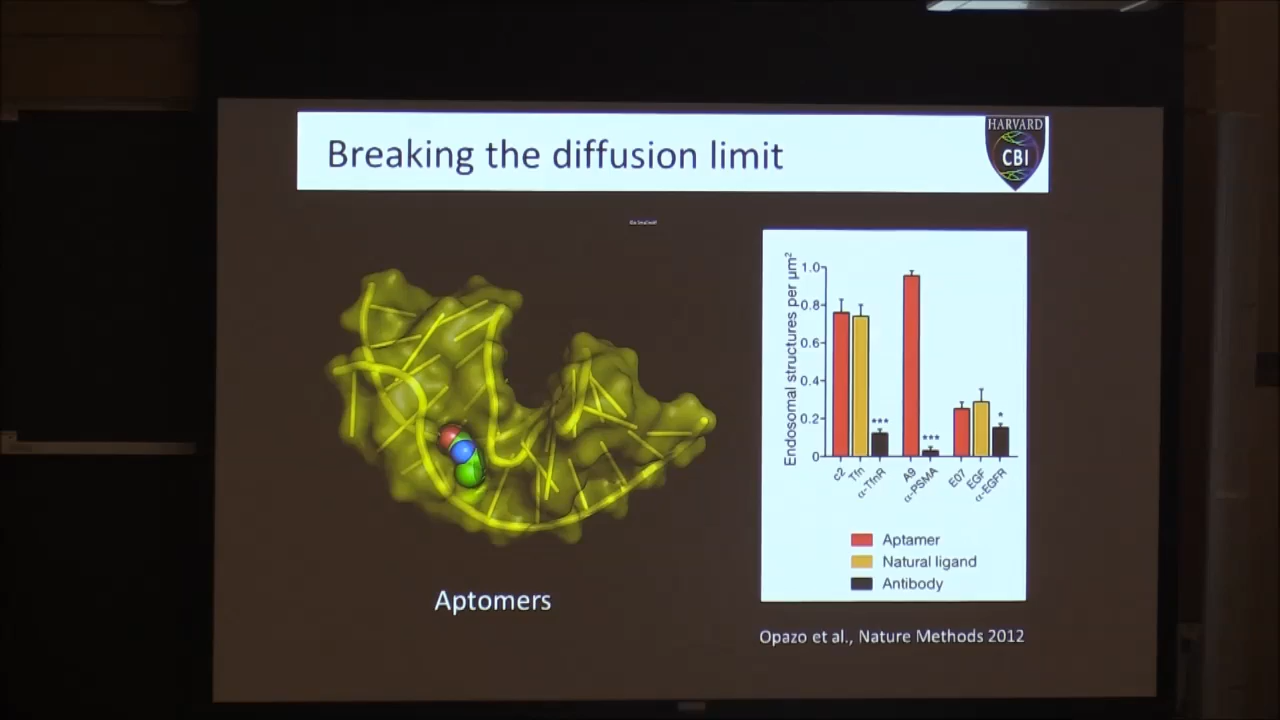 Breaking the diffusion limit
HARVARD
CBI
Endosomal structures per µm²
1.0
0.8
0.6
0.4
0.2
0
***
***
*
c2
Tfn
α-TfnR
A9
α-PSMA
E07
EGF
α-EGFR
Aptamer
Natural ligand
Antibody
Aptomers
Opazo et al., Nature Methods 2012